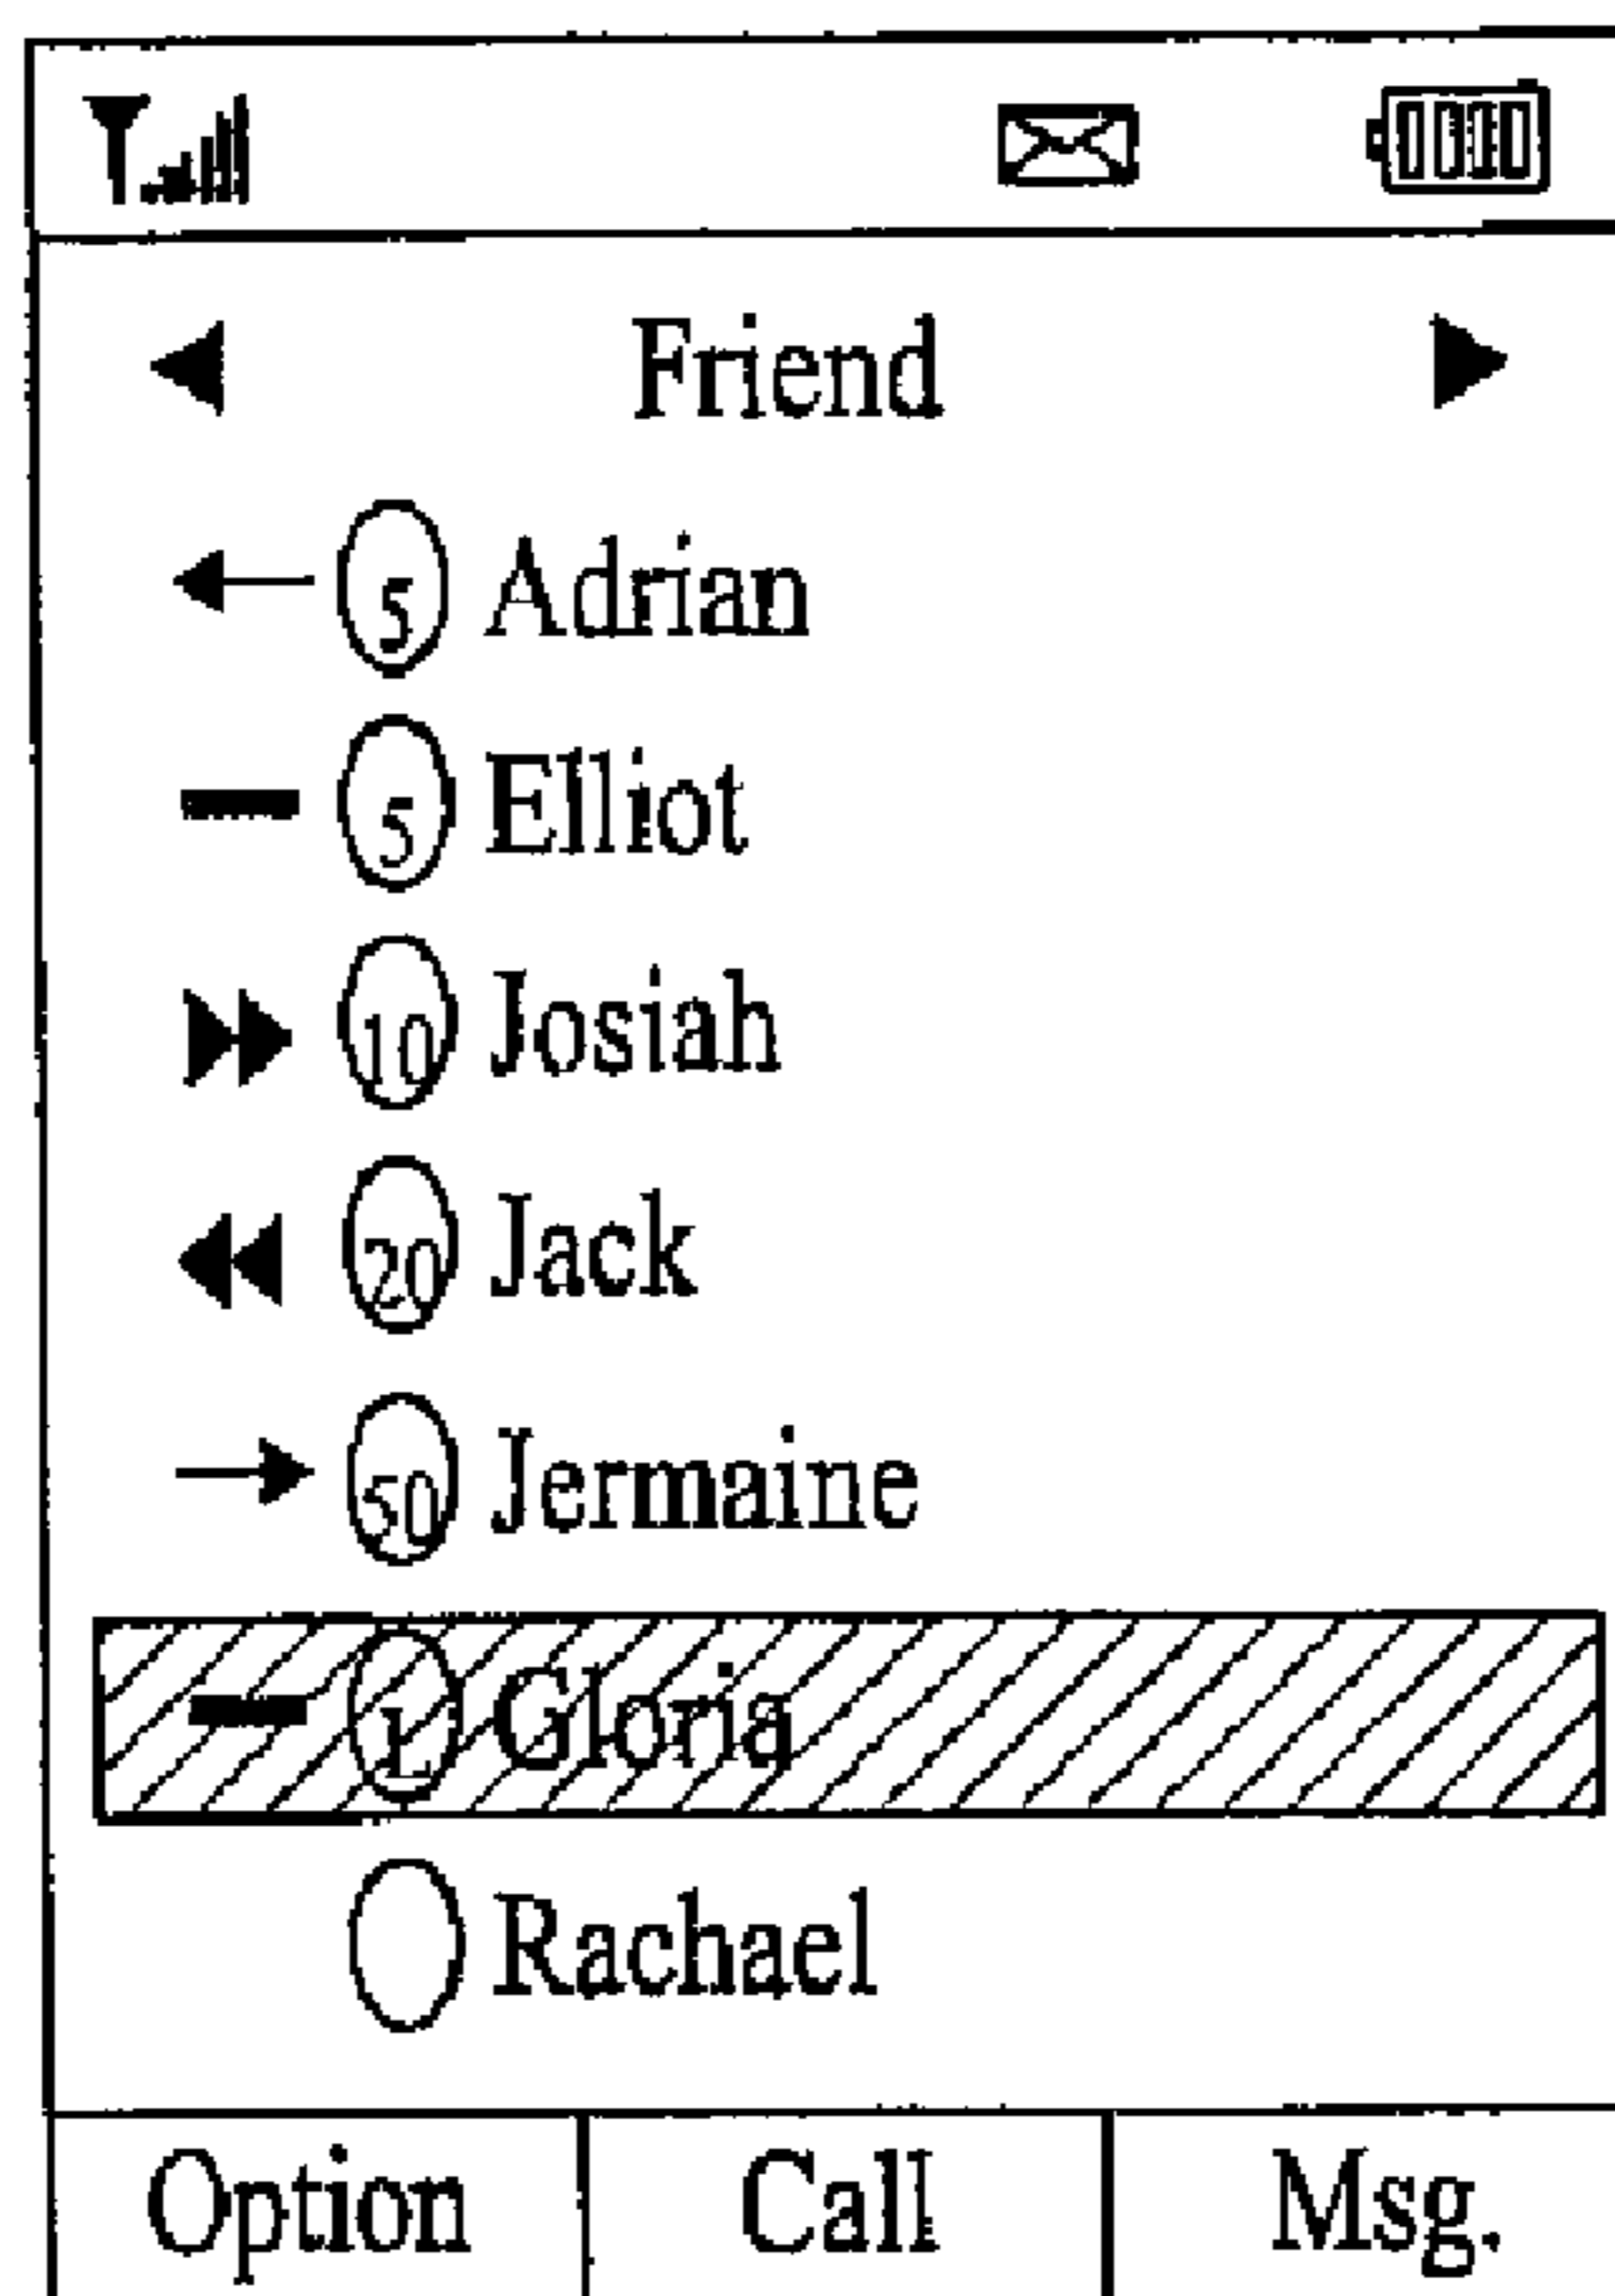 Friend
5 Adrian
5 Elliot
10 Josiah
20 Jack
50 Jermaine
L Gloria
Rachael
Option Call Msg.